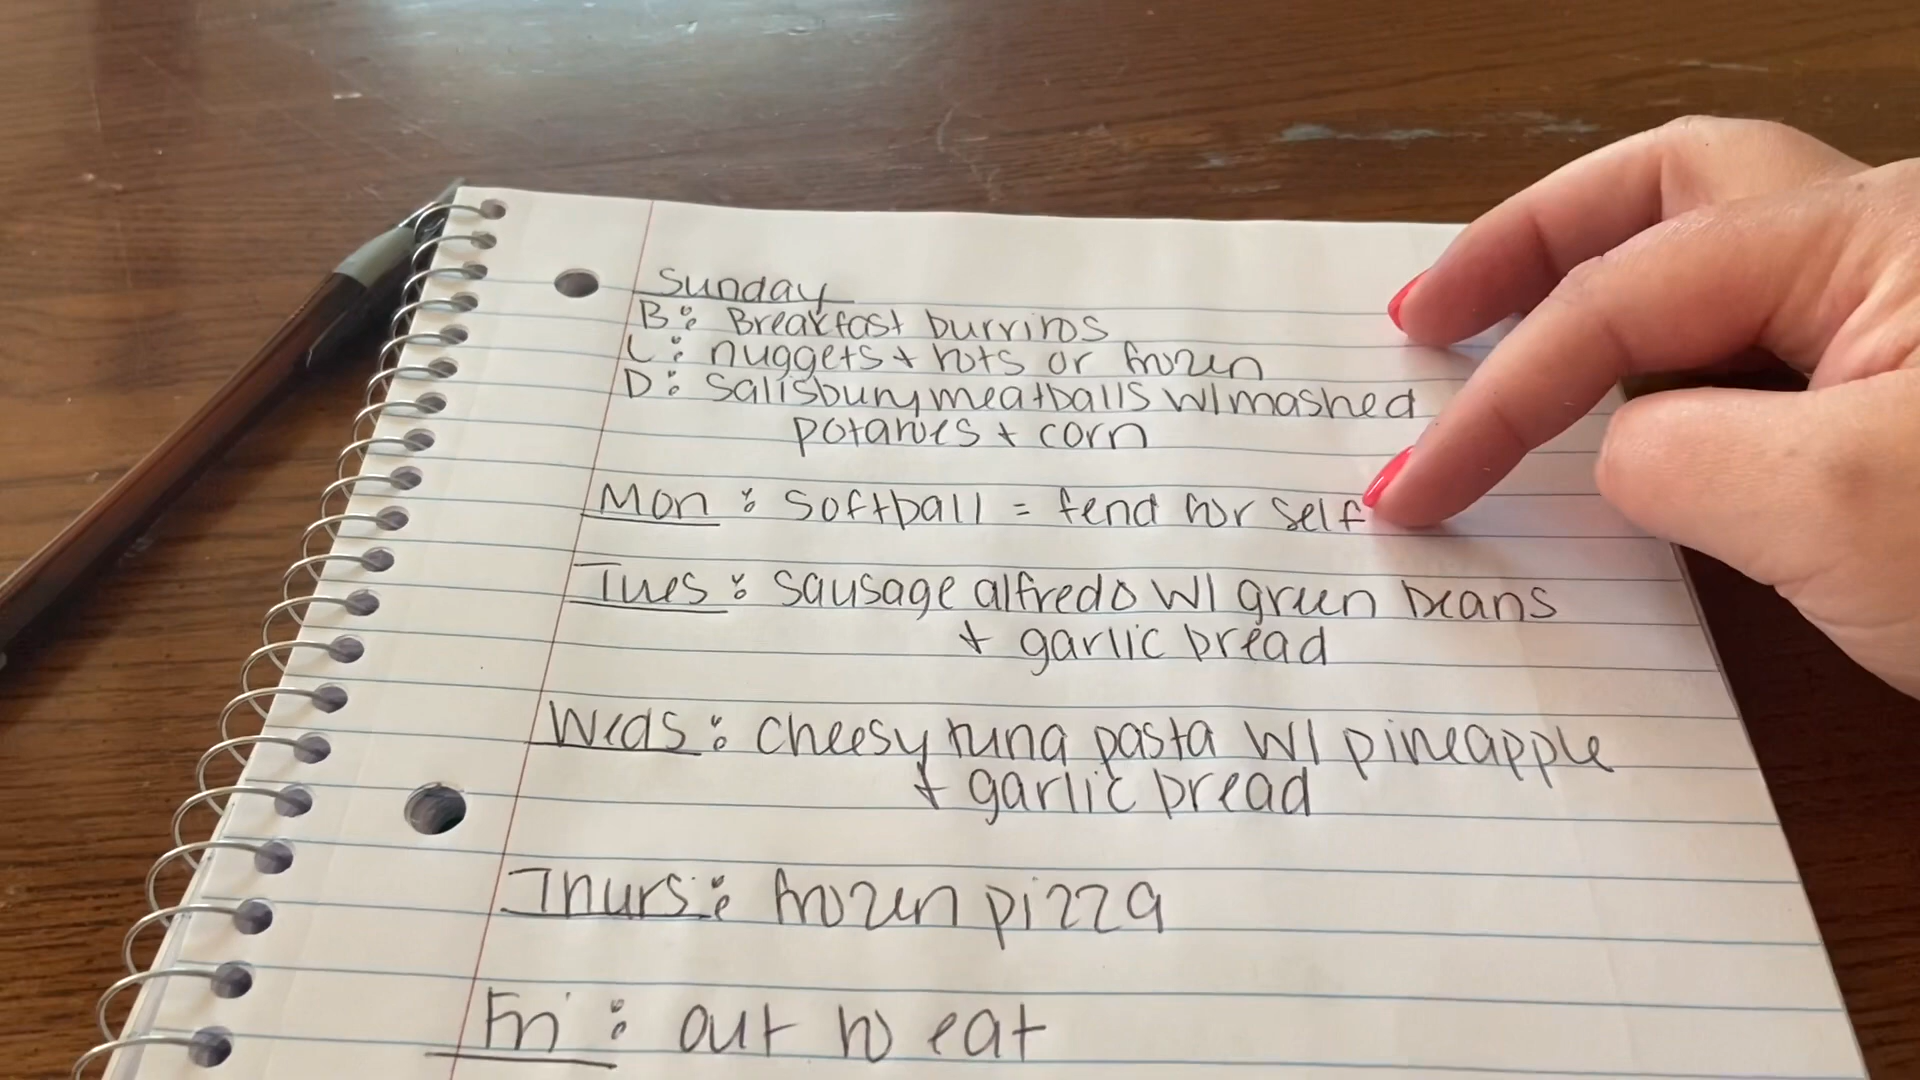 Sunday
B: Breakfast burritos
L: nuggets + tots or frozen
D: salisbury meatballs w/ mashed
potatoes + corn
Mon: Softball = fend for self
Tues: sausage alfredo w/ green beans
+ garlic bread
Weds: cheesy tuna pasta w/ pineapple
+ garlic bread
Thurs: frozen pizza
Fri: out to eat